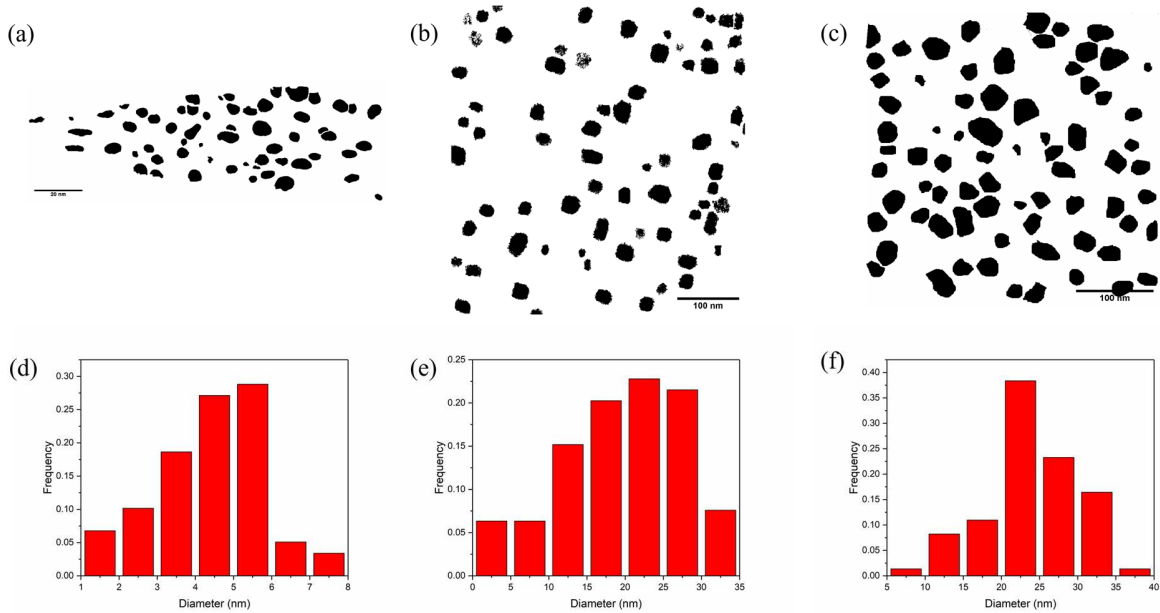 (a)
(b)
(c)
20 nm
100 nm
100 nm
(d)
(e)
(f)
0.30
0.25
0.20
0.15
0.10
0.05
0.00
Frequency
1 2 3 4 5 6 7 8
Diameter (nm)
0.25
0.20
0.15
0.10
0.05
0.00
Frequency
0 5 10 15 20 25 30 35
Diameter (nm)
0.40
0.35
0.30
0.25
0.20
0.15
0.10
0.05
0.00
Frequency
5 10 15 20 25 30 35 40
Diameter (nm)